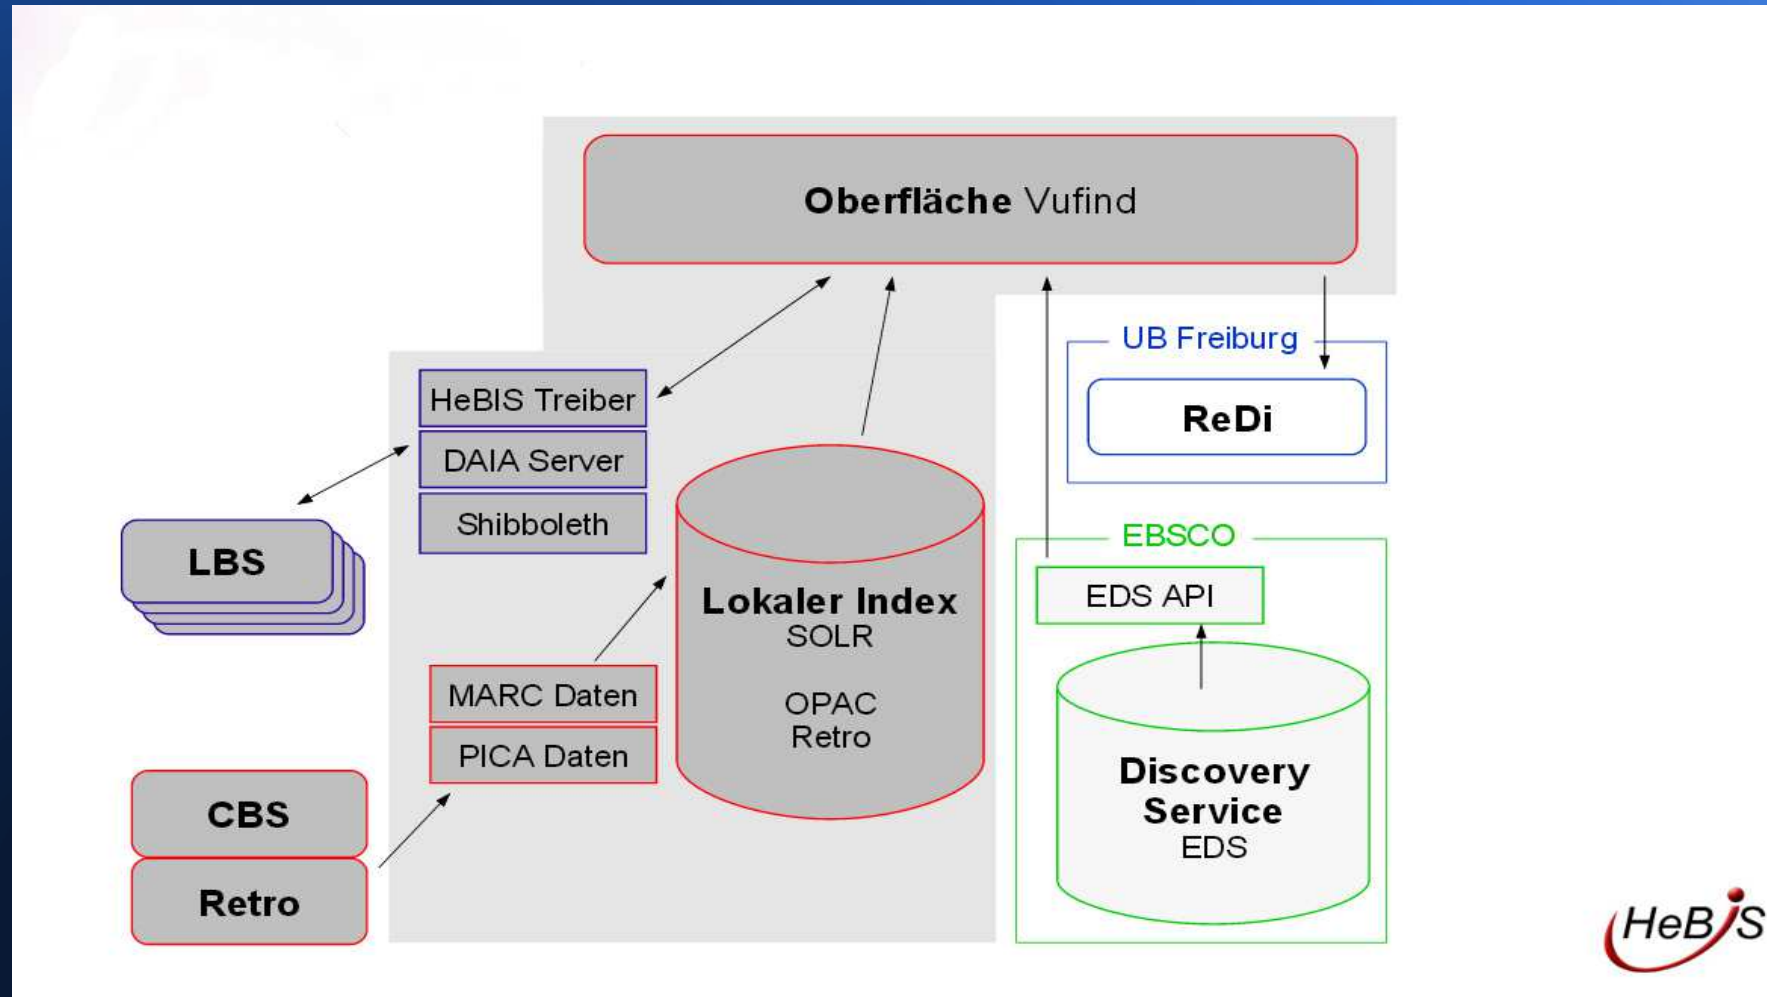 Oberfläche Vufind
UB Freiburg
ReDi
HeBIS Treiber
DAIA Server
Shibboleth
LBS
EBSCO
EDS API
Lokaler Index
SOLR
OPAC
Retro
MARC Daten
PICA Daten
Discovery
Service
EDS
CBS
Retro
HeBIS